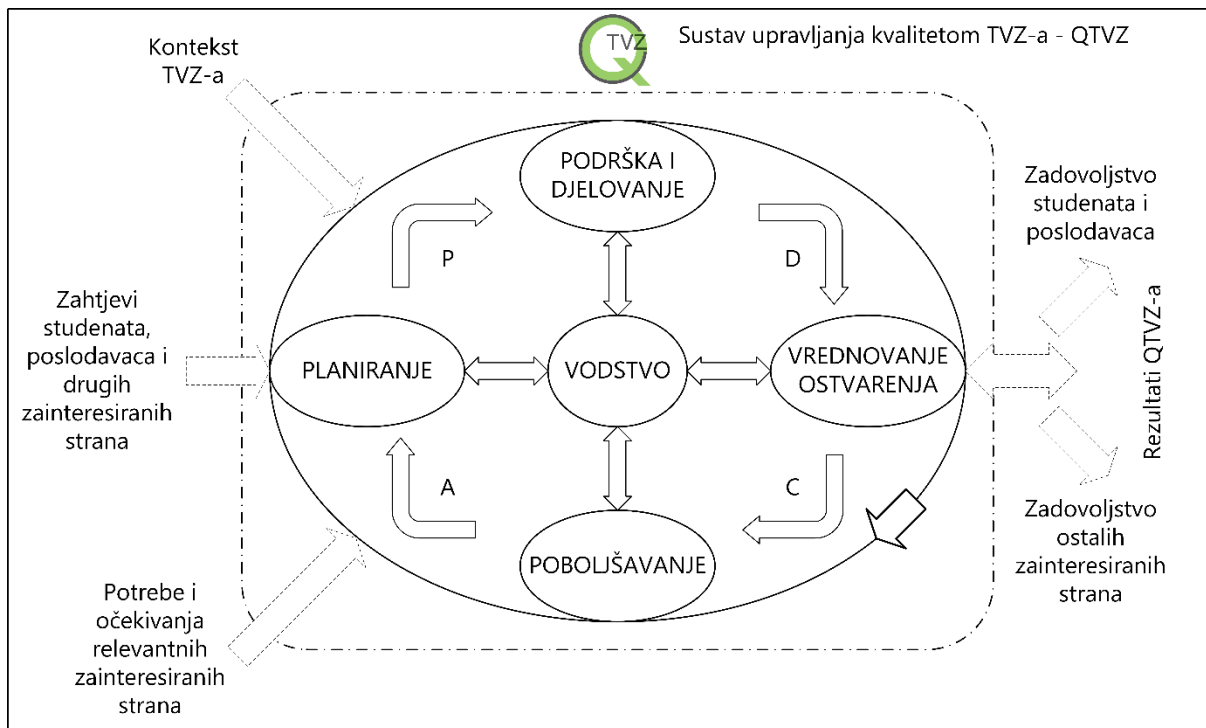 Kontekst
TVZ-a
TVZ
Sustav upravljanja kvalitetom TVZ-a - QTVZ
PODRŠKA I
DJELOVANJE
P
D
Zadovoljstvo
studenata i
poslodavaca
Zahtjevi
studenata,
poslodavaca i
drugih
zainteresiranih
strana
PLANIRANJE
VODSTVO
VREDNOVANJE
OSTVARENJA
Rezultati QTVZ-a
A
C
POBOLJŠAVANJE
Zadovoljstvo
ostalih
zainteresiranih
strana
Potrebe i
očekivanja
relevantnih
zainteresiranih
strana